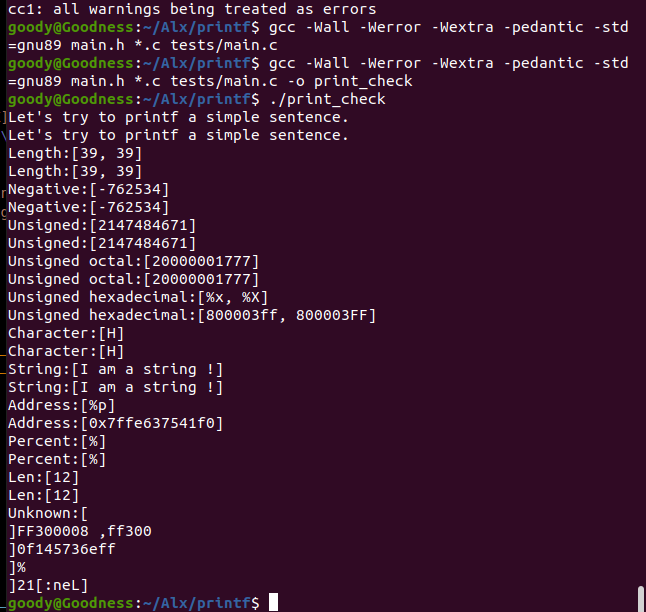 cc1: all warnings being treated as errors
goody@Goodness:~/Alx/printf$ gcc -Wall -Werror -Wextra -pedantic -std
=gnu89 main.h *.c tests/main.c
goody@Goodness:~/Alx/printf$ gcc -Wall -Werror -Wextra -pedantic -std
=gnu89 main.h *.c tests/main.c -o print_check
goody@Goodness:~/Alx/printf$ ./print_check
Let's try to printf a simple sentence.
Let's try to printf a simple sentence.
Length:[39, 39]
Length:[39, 39]
Negative:[-762534]
Negative:[-762534]
Unsigned:[2147484671]
Unsigned:[2147484671]
Unsigned octal:[20000001777]
Unsigned octal:[20000001777]
Unsigned hexadecimal:[%x, %X]
Unsigned hexadecimal:[800003ff, 800003FF]
Character:[H]
Character:[H]
String:[I am a string !]
String:[I am a string !]
Address:[%p]
Address:[0x7ffe637541f0]
Percent:[%]
Percent:[%]
Len:[12]
Len:[12]
Unknown:[
]FF300008 ,ff300
]0f145736eff
]%
]21[:neL]
goody@Goodness:~/Alx/printf$